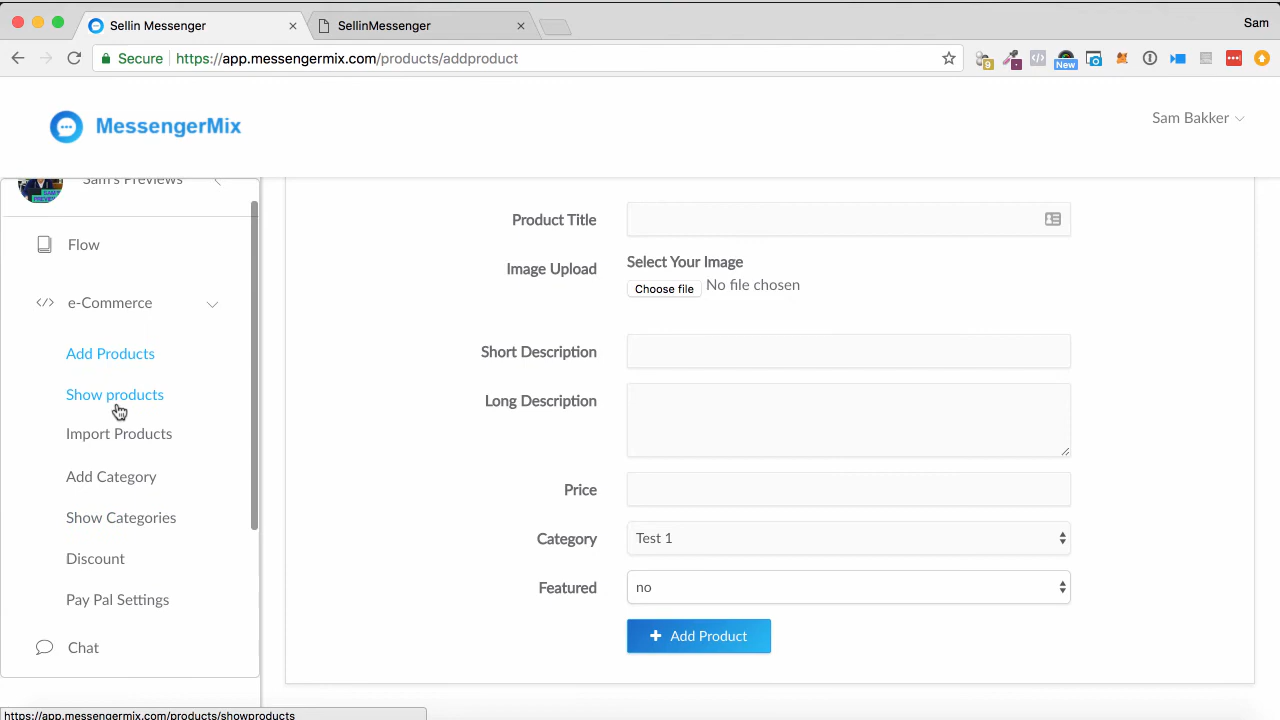 Sellin Messenger
SellinMessenger
Sam
Secure https://app.messengermix.com/products/addproduct
9
New
MessengerMix
Sam Bakker
Sam's Previews
Flow
e-Commerce
Add Products
Show products
Import Products
Add Category
Show Categories
Discount
Pay Pal Settings
Chat
Product Title
Image Upload
Select Your Image
Choose file No file chosen
Short Description
Long Description
Price
Category
Test 1
Featured
no
+ Add Product
https://app.messengermix.com/products/showproducts